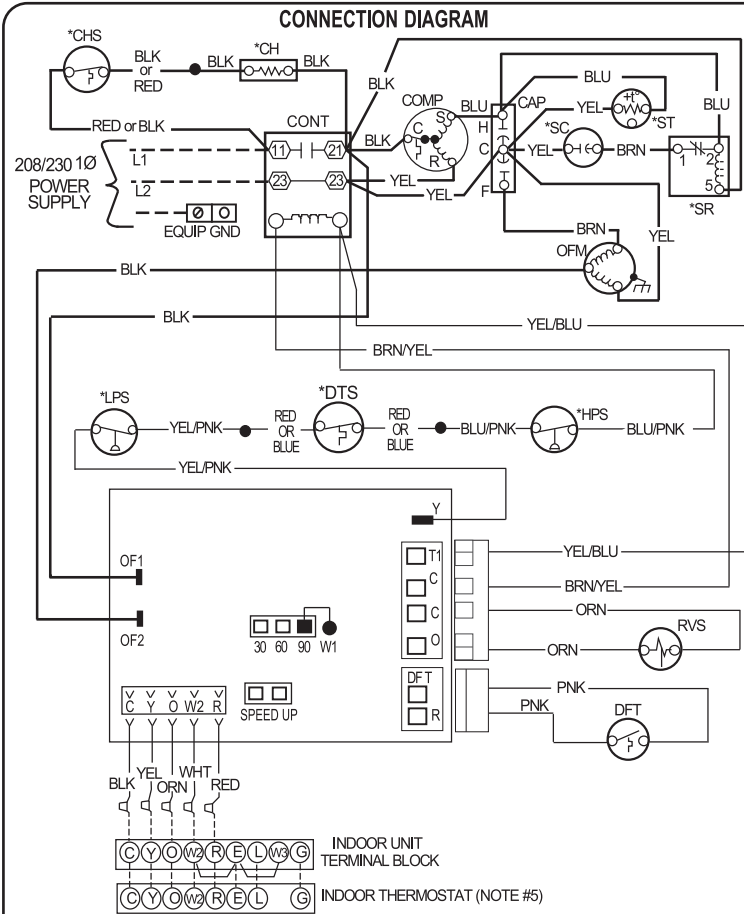 CONNECTION DIAGRAM
*CHS
BLK
or
RED
BLK
*CH
BLK
BLK
RED or BLK
CONT
COMP
BLU
H
CAP
BLU
YEL
+t°
*ST
BLU
*SC
L1
11
21
BLK
C
S
R
C
YEL
BRN
1
2
5
*SR
208/230 1Ø
POWER
SUPPLY
L2
23
23
YEL
YEL
F
EQUIP GND
BRN
YEL
OFM
BLK
BLK
YEL/BLU
BRN/YEL
*LPS
YEL/PNK
RED
OR
BLUE
*DTS
RED
OR
BLUE
BLU/PNK
*HPS
BLU/PNK
YEL/PNK
Y
OF1
OF2
T1
C
C
O
YEL/BLU
BRN/YEL
ORN
ORN
RVS
30 60 90 W1
SPEED UP
DFT
R
PNK
PNK
DFT
C Y O W2 R
BLK
YEL
ORN
WHT
RED
C Y O W2 R E L W3 G
INDOOR UNIT
TERMINAL BLOCK
C Y O W2 R E L G
INDOOR THERMOSTAT (NOTE #5)